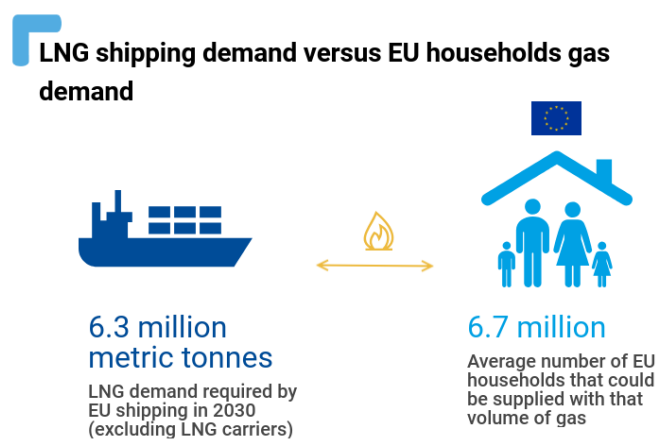 LNG shipping demand versus EU households gas
demand
6.3 million
metric tonnes
LNG demand required by
EU shipping in 2030
(excluding LNG carriers)
6.7 million
Average number of EU
households that could
be supplied with that
volume of gas